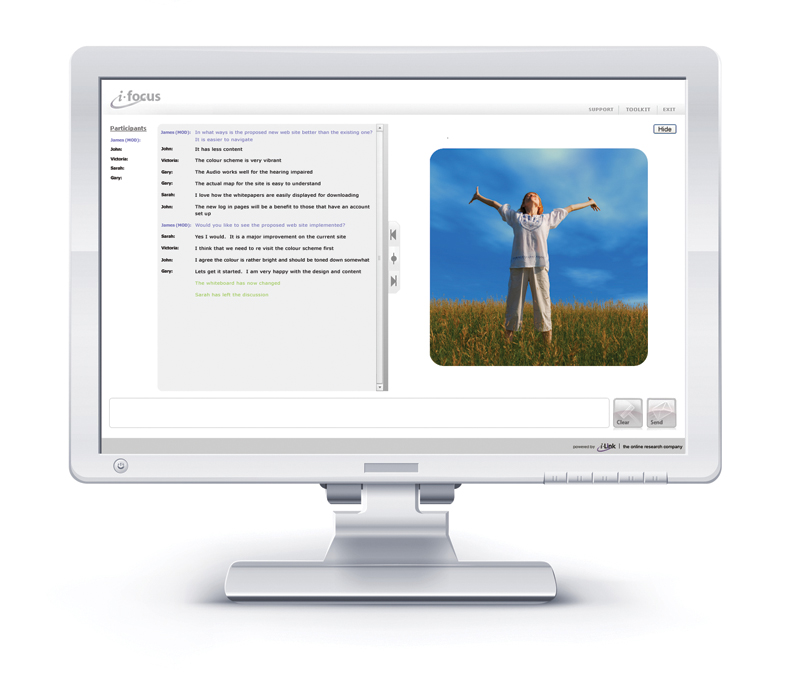 i·focus
SUPPORT | TOOLKIT | EXIT
Participants
James (MOD):
John:
Victoria:
Sarah:
Gary:
James (MOD): In what ways is the proposed new web site better than the existing one?
It is easier to navigate
John: It has less content
Victoria: The colour scheme is very vibrant
Gary: The Audio works well for the hearing impaired
Gary: The actual map for the site is easy to understand
Sarah: I love how the whitepapers are easily displayed for downloading
John: The new log in pages will be a benefit to those that have an account
set up
James (MOD): Would you like to see the proposed web site omplemented?
Sarah: Yes I would. It is a major improvement on the current site
Victoria: I think that we need to re visit the colour scheme first
John: I agree the colour is rather bright and should be toned down somewhat
Gary: Lets get it started. I am very happy with the design and content
The whiteboard has now changed
Sarah has left the discussion
Hide
Clear
Send
powered by i-Link | the online research company